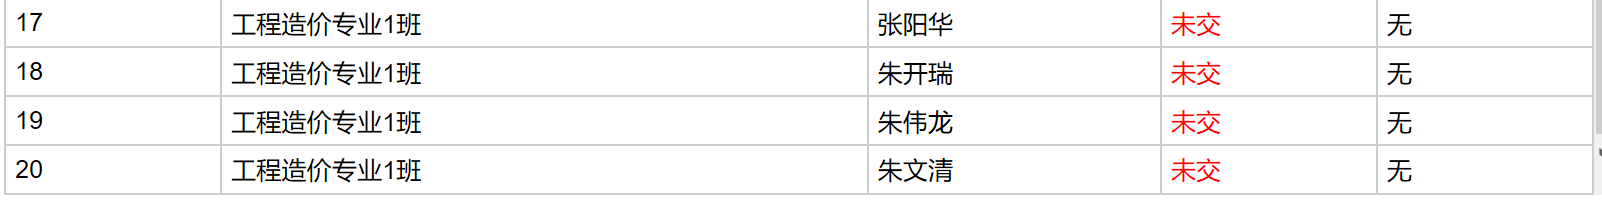 17 工程造价专业1班 张阳华 未交 无
18 工程造价专业1班 朱开瑞 未交 无
19 工程造价专业1班 朱伟龙 未交 无
20 工程造价专业1班 朱文清 未交 无